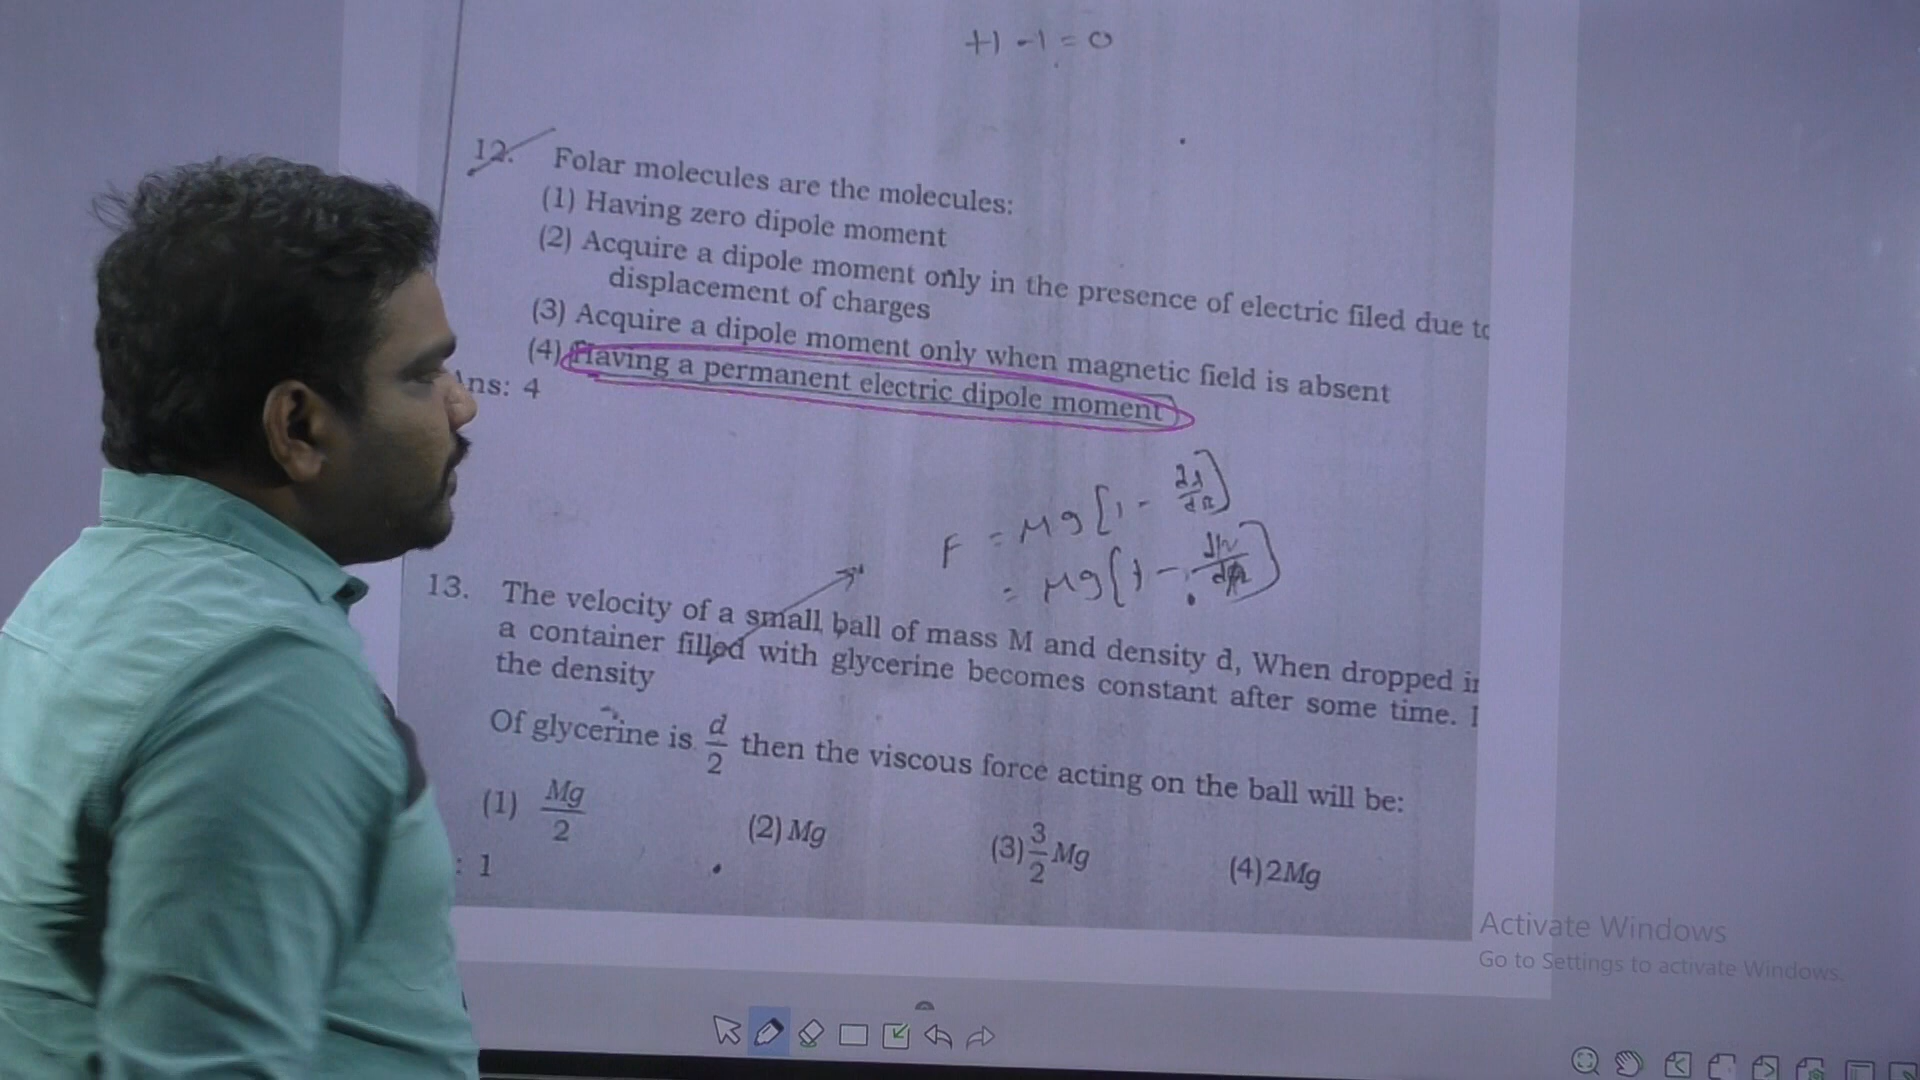 +1 -1 = 0
12. Folar molecules are the molecules:
(1) Having zero dipole moment
(2) Acquire a dipole moment only in the presence of electric filed due to
displacement of charges
(3) Acquire a dipole moment only when magnetic field is absent
(4) Having a permanent electric dipole moment
Ans: 4
F = Mg[1 -
= Mg[1 -
13. The velocity of a small ball of mass M and density d, When dropped in
a container filled with glycerine becomes constant after some time. I
the density
Of glycerine is d/2 then the viscous force acting on the ball will be:
(1) Mg/2 (2) Mg (3) 3/2 Mg (4) 2Mg
: 1
Activate Windows
Go to Settings to activate Windows.